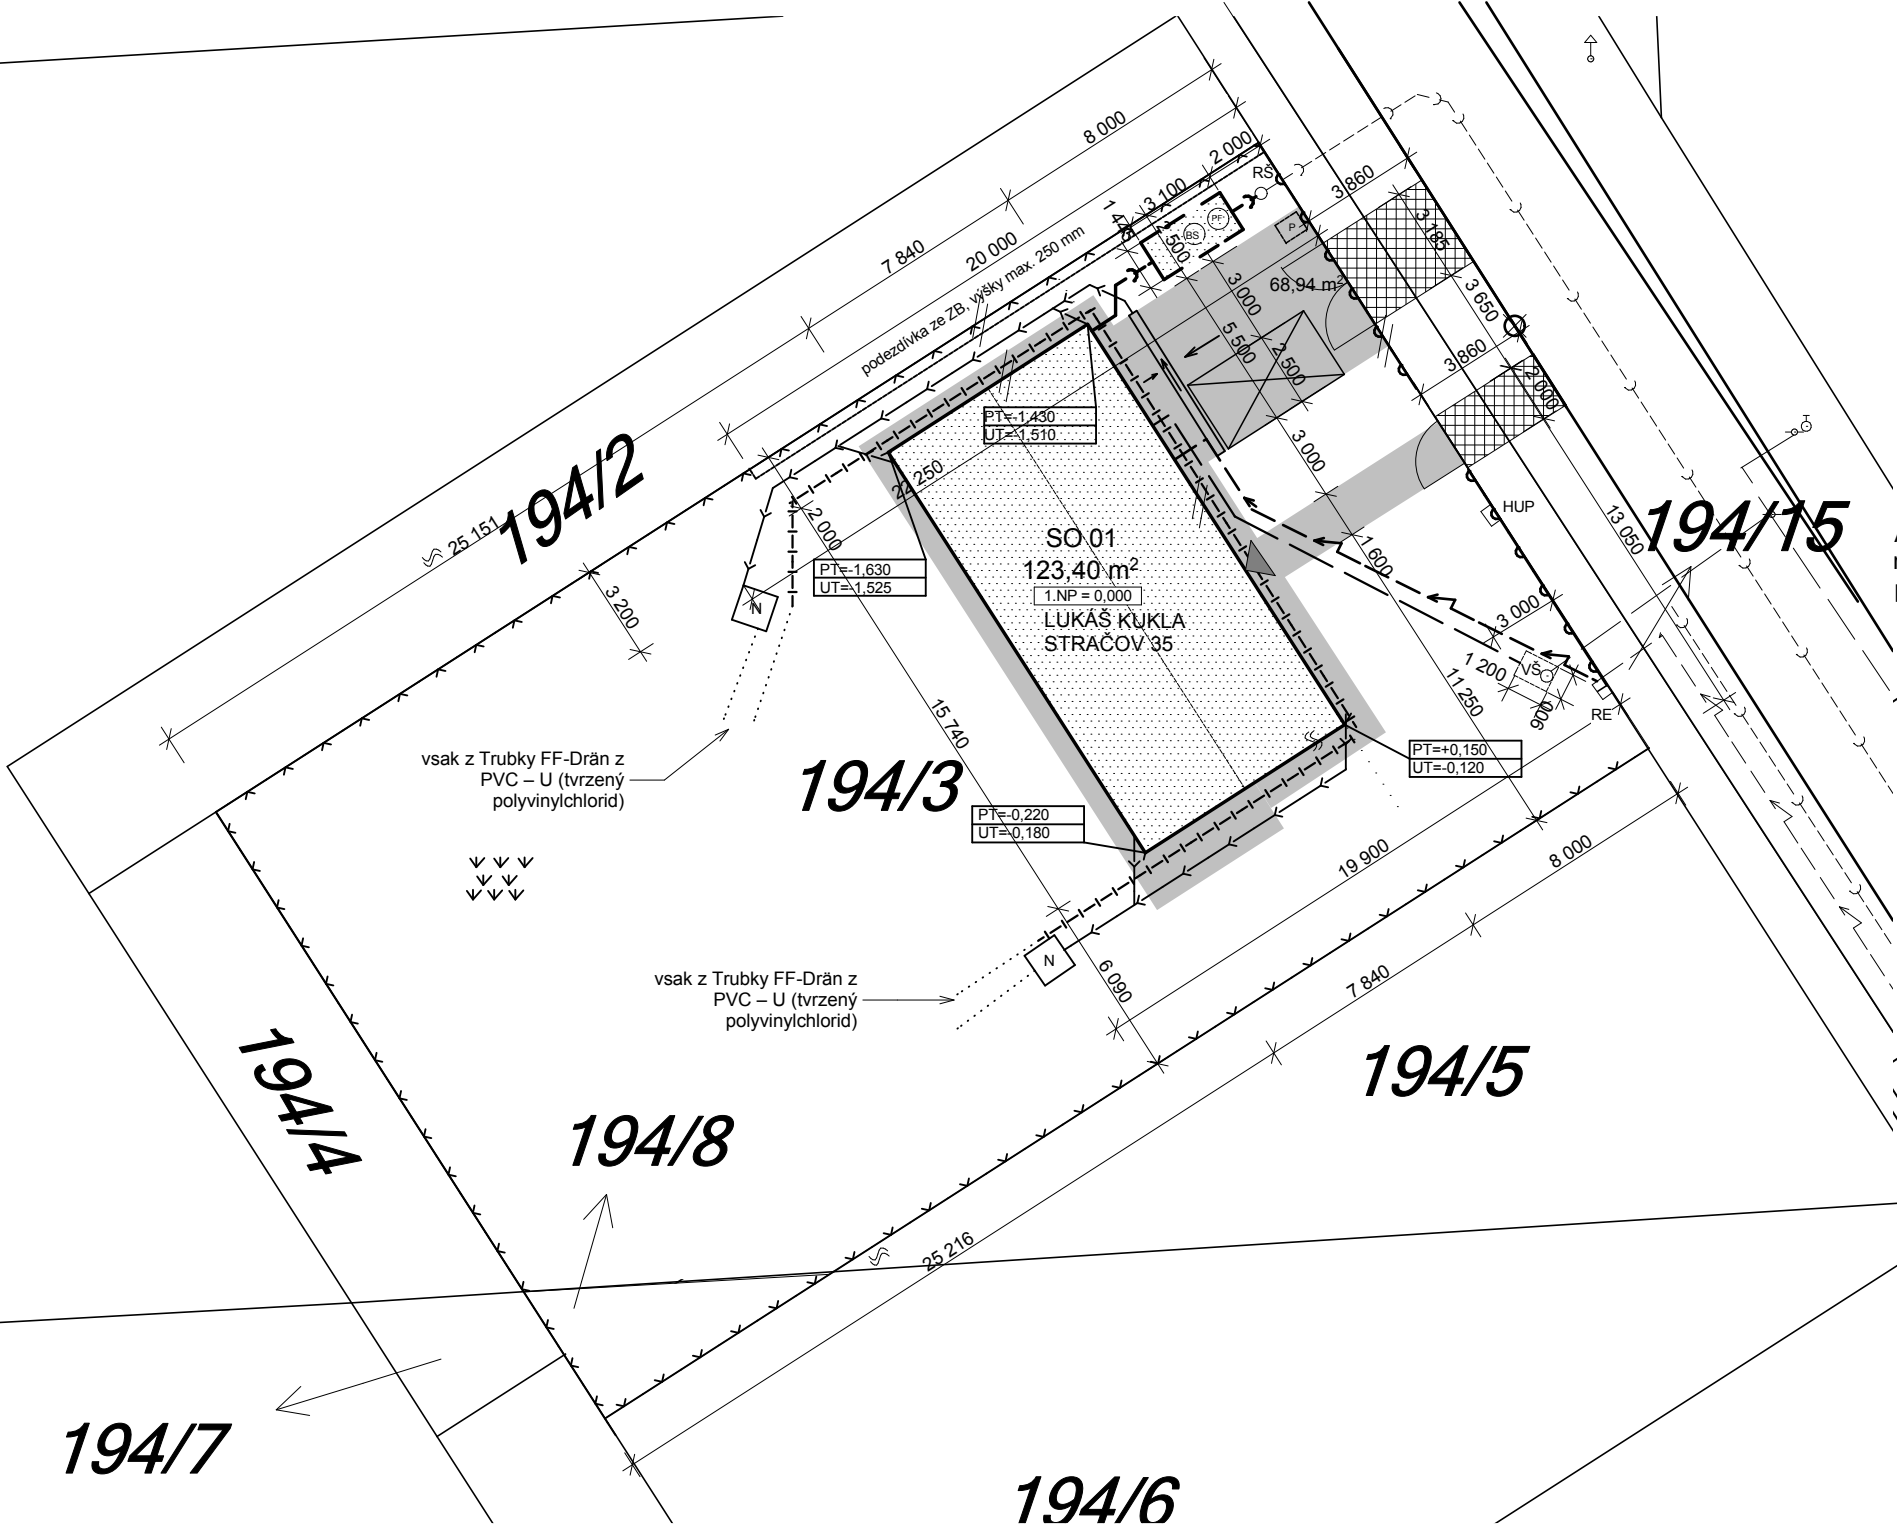 8 000
2 000
RŠ
3 860
3 100
1 425
PF
BS
2 500
P
3 185
7 840
20 000
podezdívka ze ZB, výšky max. 250 mm
3 000
68,94 m²
3 650
5 500
2 500
3 860
2 000
PT=-1,430
UT=-1,510
194/2
25 151
22 250
3 000
HUP
194/15
13 050
2 000
SO 01
123,40 m²
1.NP = 0,000
LUKÁŠ KUKLA
STRAČOV 35
1 600
PT=-1,630
UT=-1,525
N
3 200
3 000
VŠ
1 200
900
RE
11 250
15 740
vsak z Trubky FF-Drän z
PVC – U (tvrzený
polyvinylchlorid)
194/3
PT=+0,150
UT=-0,120
PT=-0,220
UT=-0,180
19 900
8 000
N
6 090
7 840
vsak z Trubky FF-Drän z
PVC – U (tvrzený
polyvinylchlorid)
194/4
194/5
194/8
25 216
194/7
194/6